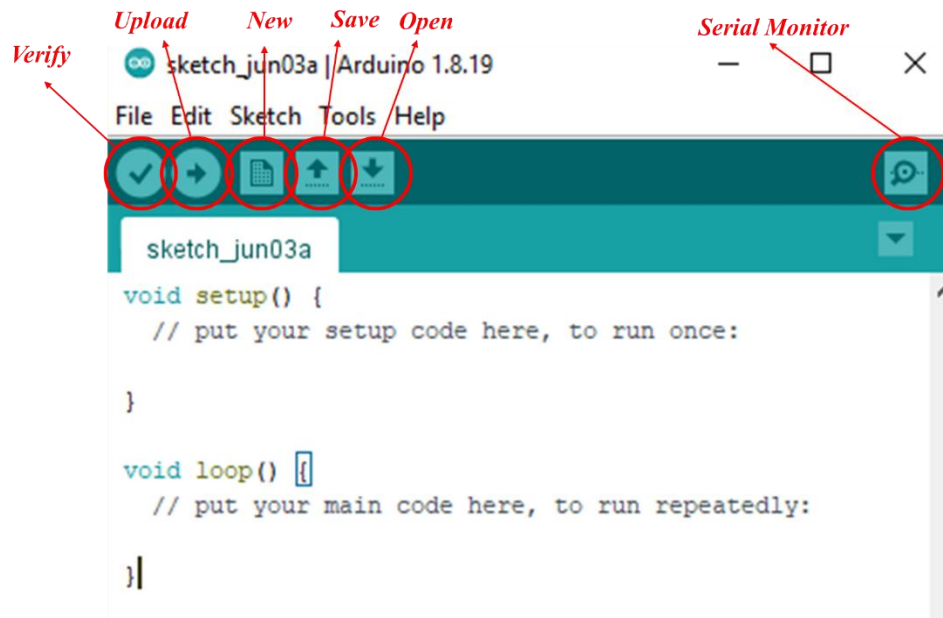 Upload New Save Open Serial Monitor
Verify
sketch_jun03a | Arduino 1.8.19
File Edit Sketch Tools Help
sketch_jun03a
void setup() {
  // put your setup code here, to run once:
}
void loop() {
  // put your main code here, to run repeatedly:
}